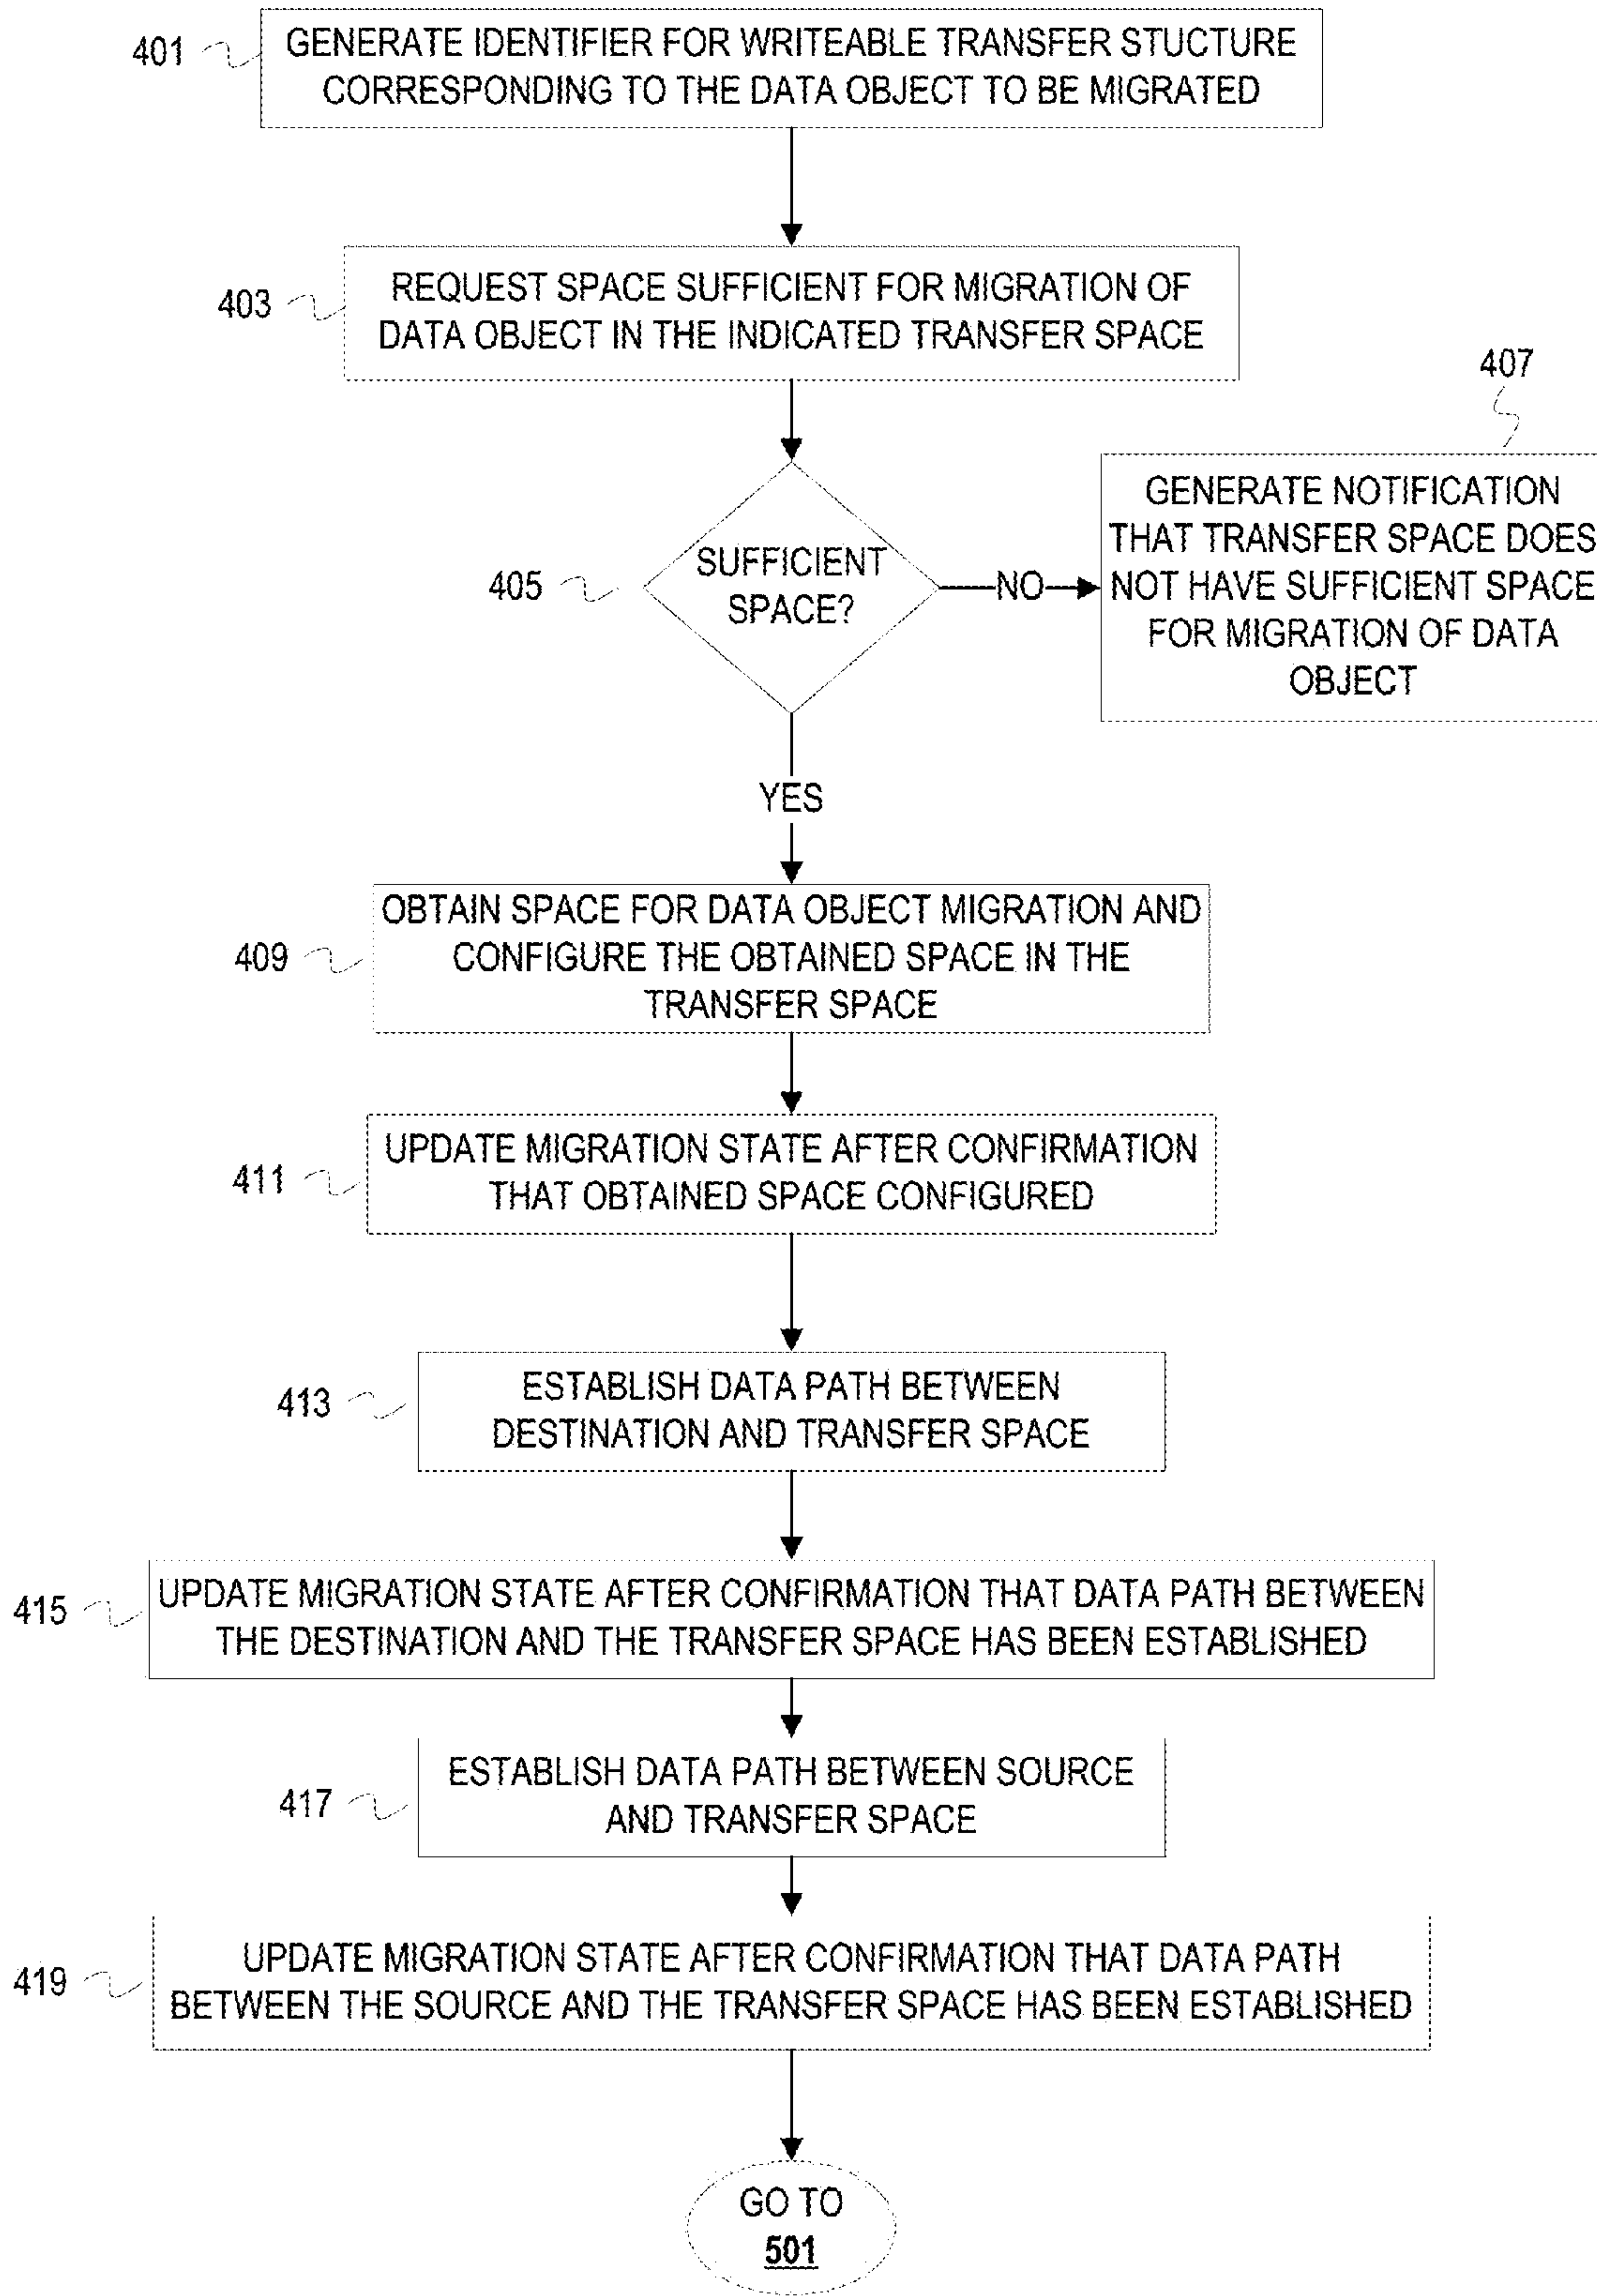 401
GENERATE IDENTIFIER FOR WRITEABLE TRANSFER STUCTURE
CORRESPONDING TO THE DATA OBJECT TO BE MIGRATED
403
REQUEST SPACE SUFFICIENT FOR MIGRATION OF
DATA OBJECT IN THE INDICATED TRANSFER SPACE
405
SUFFICIENT
SPACE?
NO
407
GENERATE NOTIFICATION
THAT TRANSFER SPACE DOES
NOT HAVE SUFFICIENT SPACE
FOR MIGRATION OF DATA
OBJECT
YES
409
OBTAIN SPACE FOR DATA OBJECT MIGRATION AND
CONFIGURE THE OBTAINED SPACE IN THE
TRANSFER SPACE
411
UPDATE MIGRATION STATE AFTER CONFIRMATION
THAT OBTAINED SPACE CONFIGURED
413
ESTABLISH DATA PATH BETWEEN
DESTINATION AND TRANSFER SPACE
415
UPDATE MIGRATION STATE AFTER CONFIRMATION THAT DATA PATH BETWEEN
THE DESTINATION AND THE TRANSFER SPACE HAS BEEN ESTABLISHED
417
ESTABLISH DATA PATH BETWEEN SOURCE
AND TRANSFER SPACE
419
UPDATE MIGRATION STATE AFTER CONFIRMATION THAT DATA PATH
BETWEEN THE SOURCE AND THE TRANSFER SPACE HAS BEEN ESTABLISHED
GO TO
501